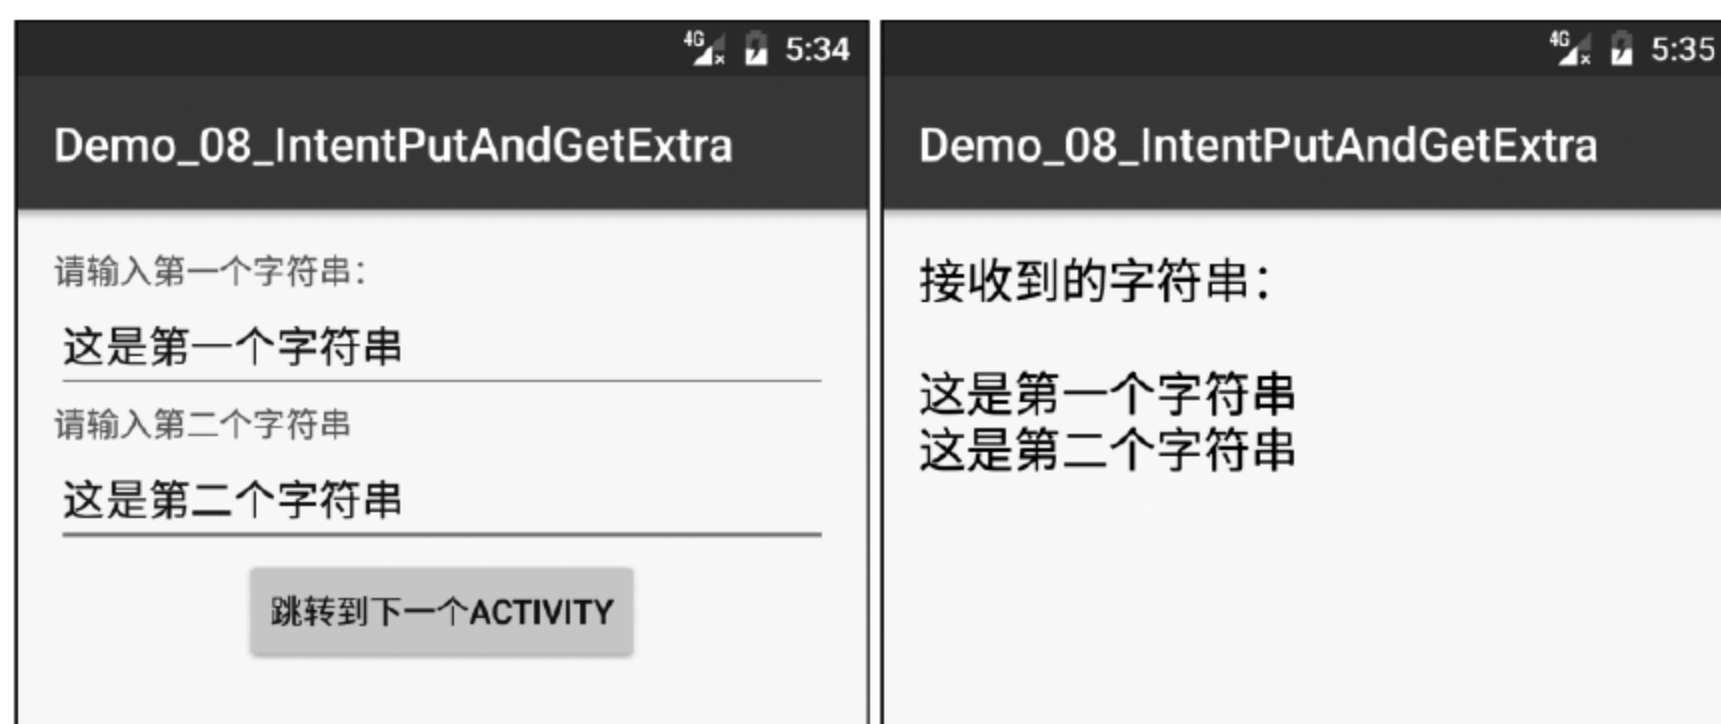 4G 5:34
Demo_08_IntentPutAndGetExtra
请输入第一个字符串：
这是第一个字符串
请输入第二个字符串
这是第二个字符串
跳转到下一个ACTIVITY
4G 5:35
Demo_08_IntentPutAndGetExtra
接收到的字符串：
这是第一个字符串
这是第二个字符串